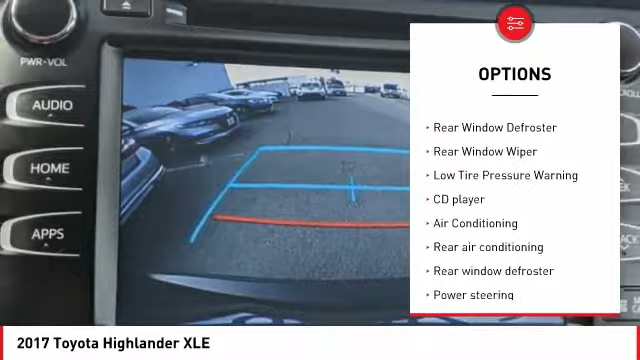 PWR•VOL
AUDIO
HOME
APPS
OPTIONS
Rear Window Defroster
Rear Window Wiper
Low Tire Pressure Warning
CD player
Air Conditioning
Rear air conditioning
Rear window defroster
Power steering
2017 Toyota Highlander XLE